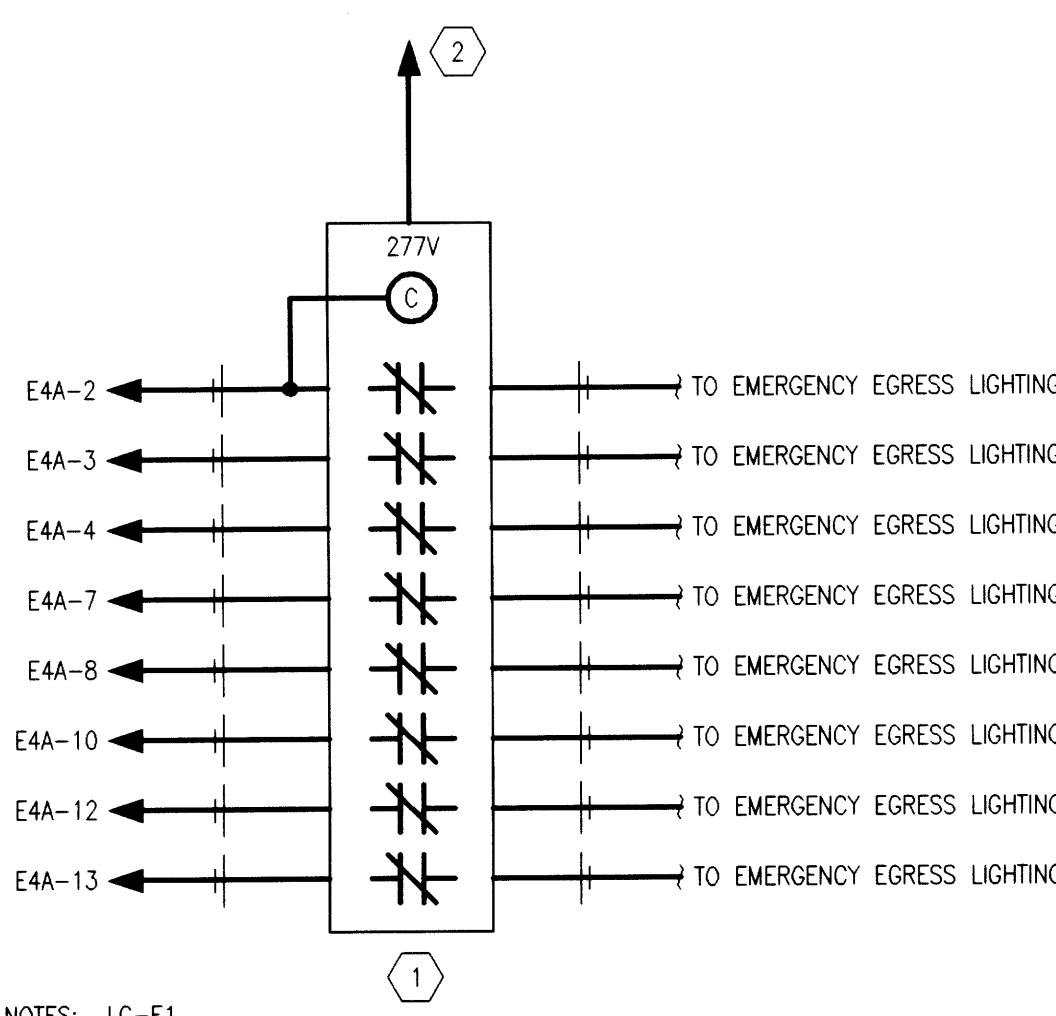 2
277V
C
E4A-2 TO EMERGENCY EGRESS LIGHTING
E4A-3 TO EMERGENCY EGRESS LIGHTING
E4A-4 TO EMERGENCY EGRESS LIGHTING
E4A-7 TO EMERGENCY EGRESS LIGHTING
E4A-8 TO EMERGENCY EGRESS LIGHTING
E4A-10 TO EMERGENCY EGRESS LIGHTING
E4A-12 TO EMERGENCY EGRESS LIGHTING
E4A-13 TO EMERGENCY EGRESS LIGHTING
1
NOTES: LC-E1